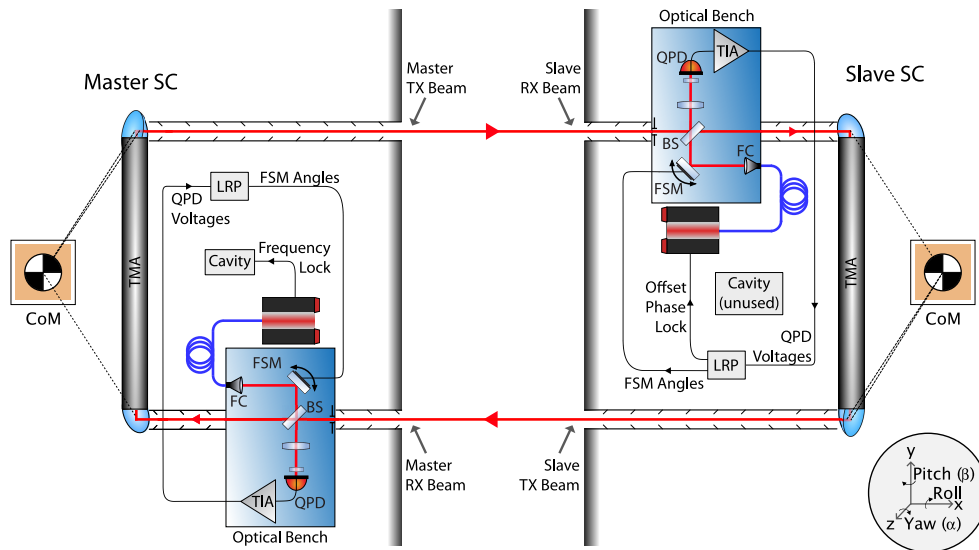 Optical Bench
QPD
TIA
Master SC
Master
TX Beam
Slave
RX Beam
Slave SC
BS
FC
FSM
LRP
FSM Angles
QPD
Voltages
Cavity
Frequency
Lock
TMA
CoM
Offset
Phase
Lock
Cavity
(unused)
TMA
CoM
QPD
Voltages
LRP
FSM Angles
FSM
FC
BS
Master
RX Beam
Slave
TX Beam
TIA
QPD
Optical Bench
y
Pitch (β)
Roll
x
z
Yaw (α)